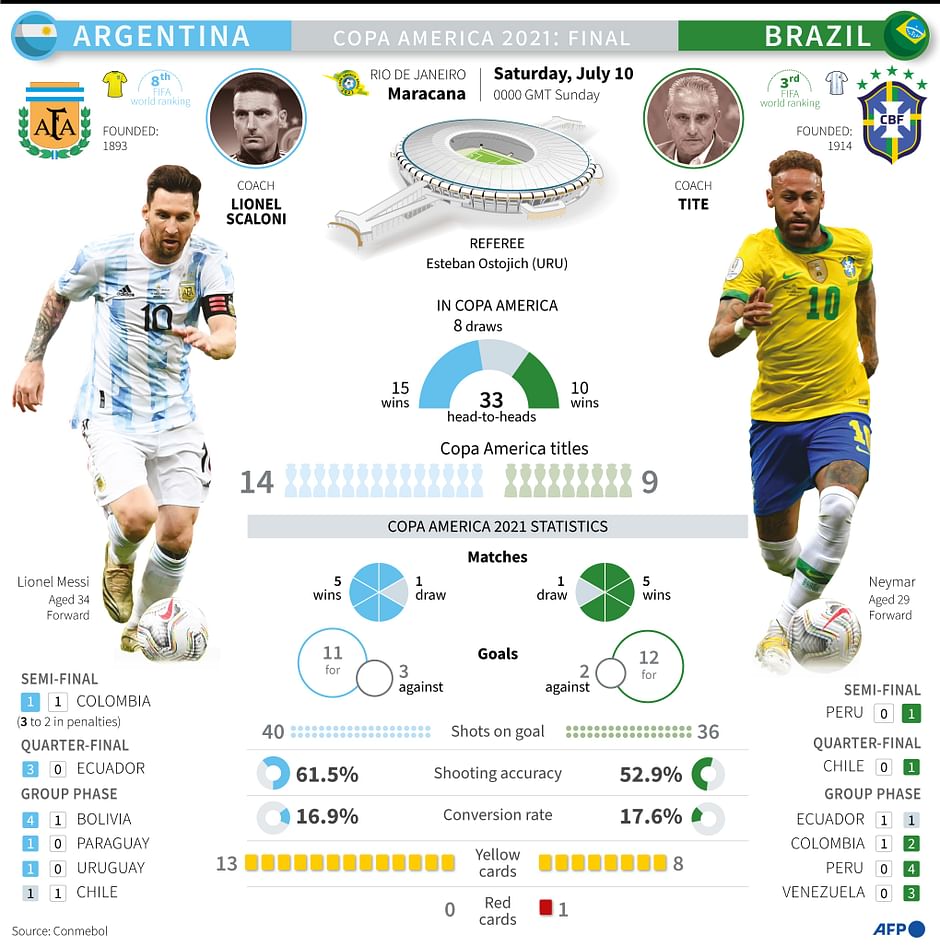 ARGENTINA
COPA AMERICA 2021: FINAL
BRAZIL
8th
FIFA
world ranking
AFA
FOUNDED:
1893
COACH
LIONEL
SCALONI
RIO DE JANEIRO
Maracana
Saturday, July 10
0000 GMT Sunday
REFEREE
Esteban Ostojich (URU)
3rd
FIFA
world ranking
CBF
FOUNDED:
1914
COACH
TITE
10
10
IN COPA AMERICA
8 draws
15
wins
33
head-to-heads
10
wins
Copa America titles
14
9
COPA AMERICA 2021 STATISTICS
Matches
5
wins
1
draw
1
draw
5
wins
Goals
11
for
3
against
2
against
12
for
40
Shots on goal
36
61.5%
Shooting accuracy
52.9%
16.9%
Conversion rate
17.6%
13
Yellow
cards
8
0
Red
cards
1
Lionel Messi
Aged 34
Forward
SEMI-FINAL
1 1 COLOMBIA
(3 to 2 in penalties)
QUARTER-FINAL
3 0 ECUADOR
GROUP PHASE
4 1 BOLIVIA
1 0 PARAGUAY
1 0 URUGUAY
1 1 CHILE
Neymar
Aged 29
Forward
SEMI-FINAL
PERU 0 1
QUARTER-FINAL
CHILE 0 1
GROUP PHASE
ECUADOR 1 1
COLOMBIA 1 2
PERU 0 4
VENEZUELA 0 3
Source: Conmebol
AFP